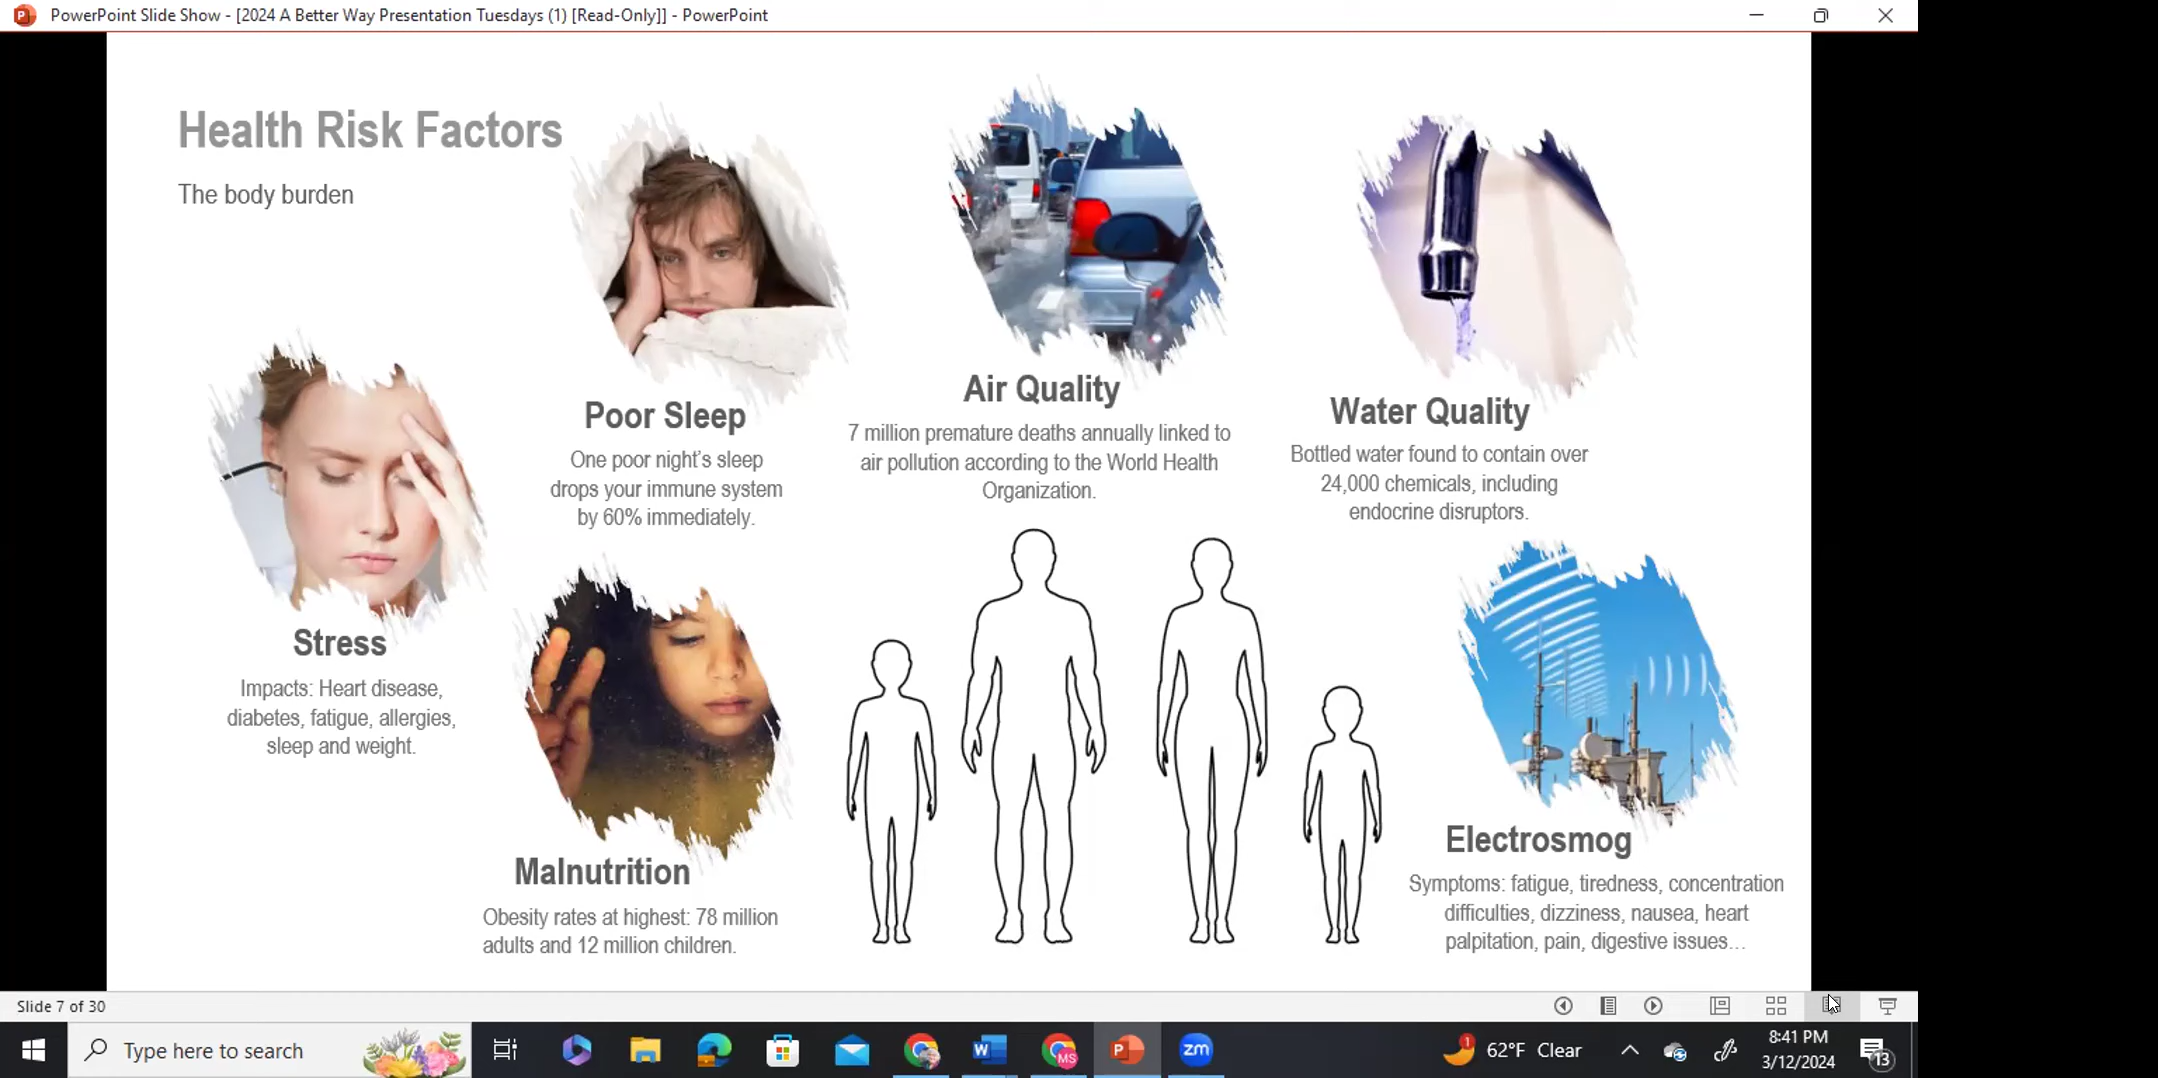 PowerPoint Slide Show - [2024 A Better Way Presentation Tuesdays (1) [Read-Only]] - PowerPoint
Health Risk Factors
The body burden
Poor Sleep
One poor night's sleep
drops your immune system
by 60% immediately.
Air Quality
7 million premature deaths annually linked to
air pollution according to the World Health
Organization.
Water Quality
Bottled water found to contain over
24,000 chemicals, including
endocrine disruptors.
Stress
Impacts: Heart disease,
diabetes, fatigue, allergies,
sleep and weight.
Malnutrition
Obesity rates at highest: 78 million
adults and 12 million children.
Electrosmog
Symptoms: fatigue, tiredness, concentration
difficulties, dizziness, nausea, heart
palpitation, pain, digestive issues...
Slide 7 of 30
Type here to search
W
MS
P
zm
1
62°F Clear
8:41 PM
3/12/2024
13